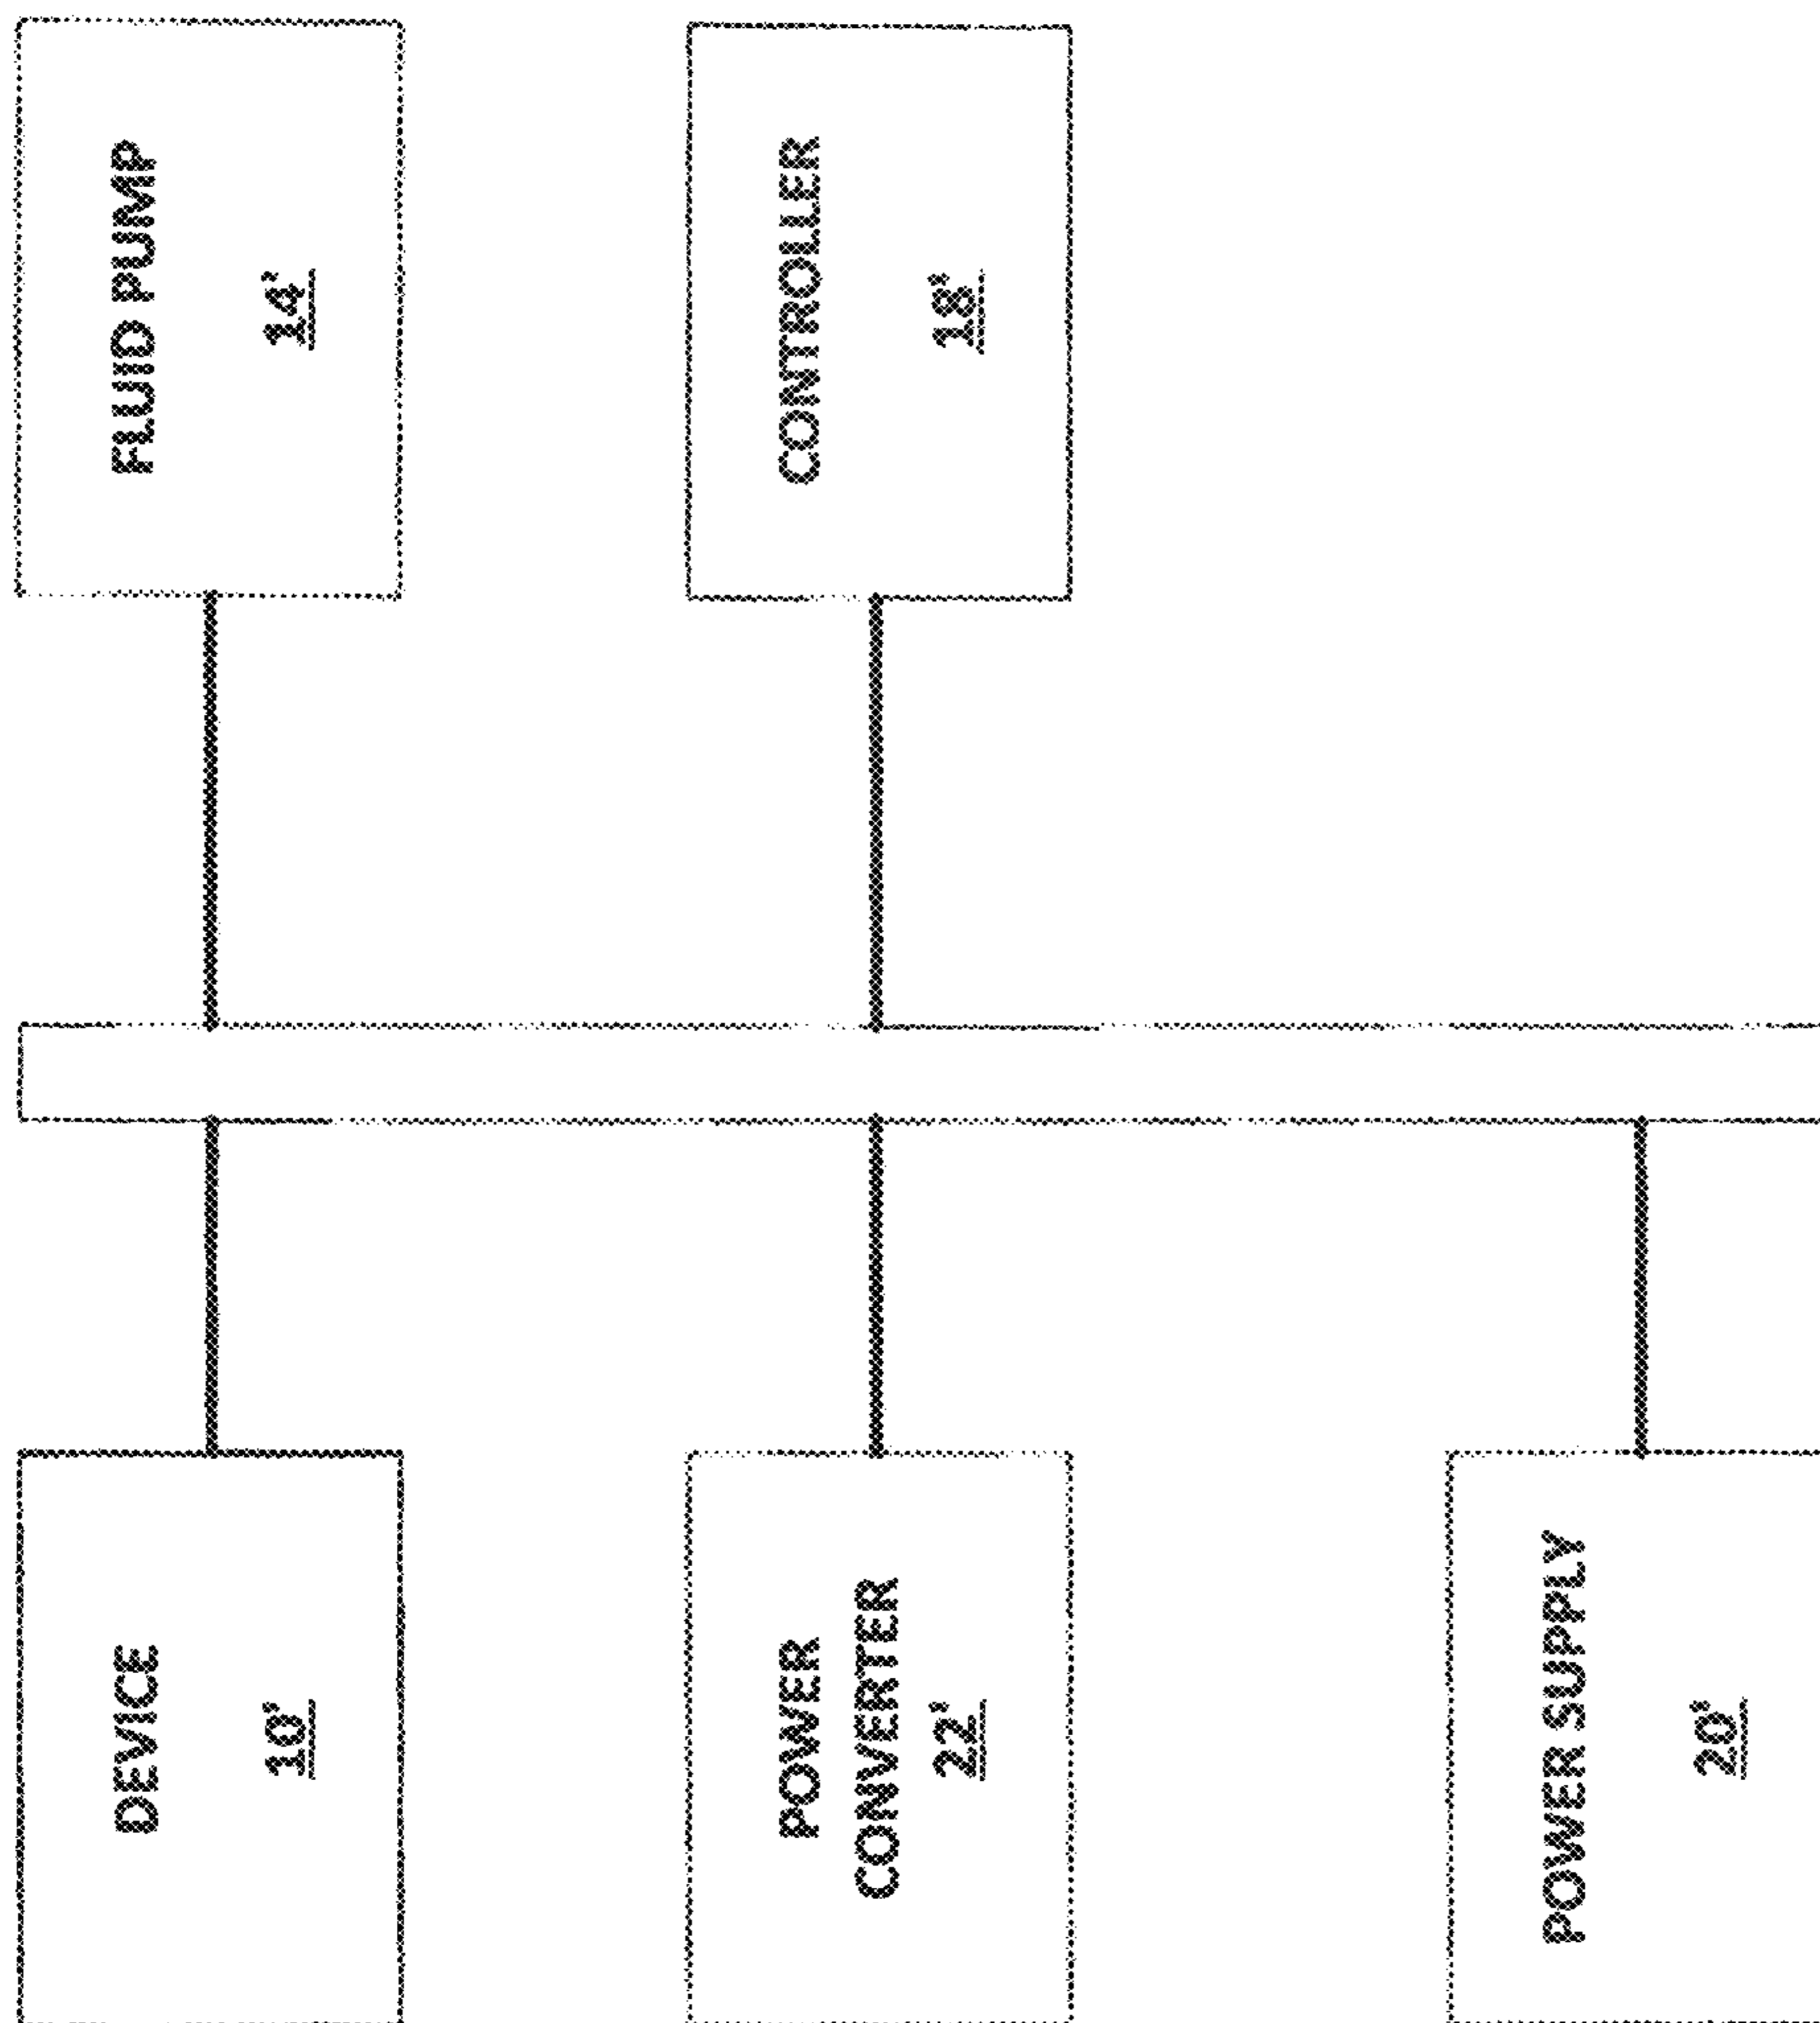 DEVICE
10'
FLUID PUMP
14'
POWER
CONVERTER
22'
CONTROLLER
18'
POWER SUPPLY
20'